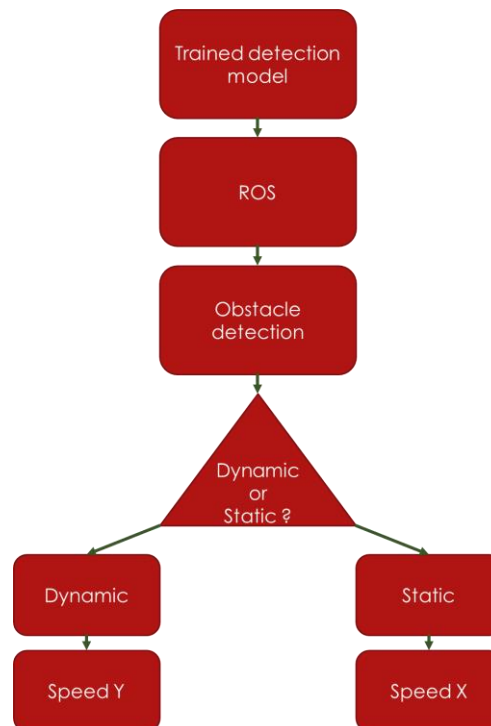 Trained detection
model
ROS
Obstacle
detection
Dynamic
or
Static ?
Dynamic
Static
Speed Y
Speed X